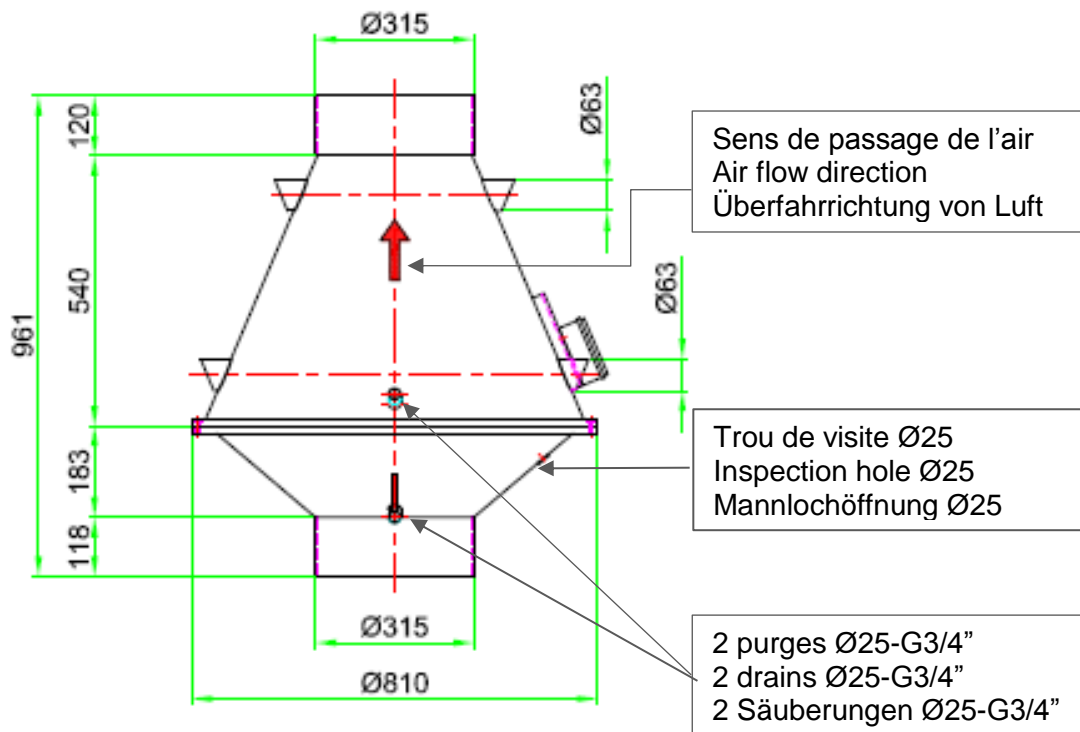 Ø315
120
Ø63
Sens de passage de l’air
Air flow direction
Überfahrrichtung von Luft
540
961
Ø63
183
Trou de visite Ø25
Inspection hole Ø25
Mannlochöffnung Ø25
118
Ø315
Ø810
2 purges Ø25-G3/4”
2 drains Ø25-G3/4”
2 Säuberungen Ø25-G3/4”